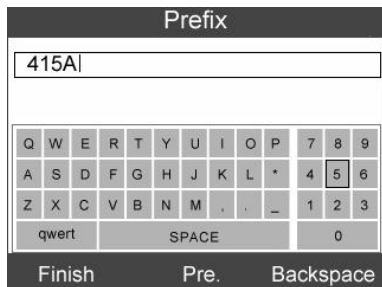 Prefix
415A
Q W E R T Y U I O P 7 8 9
A S D F G H J K L * 4 5 6
Z X C V B N M , . _ 1 2 3
qwert SPACE 0
Finish Pre. Backspace